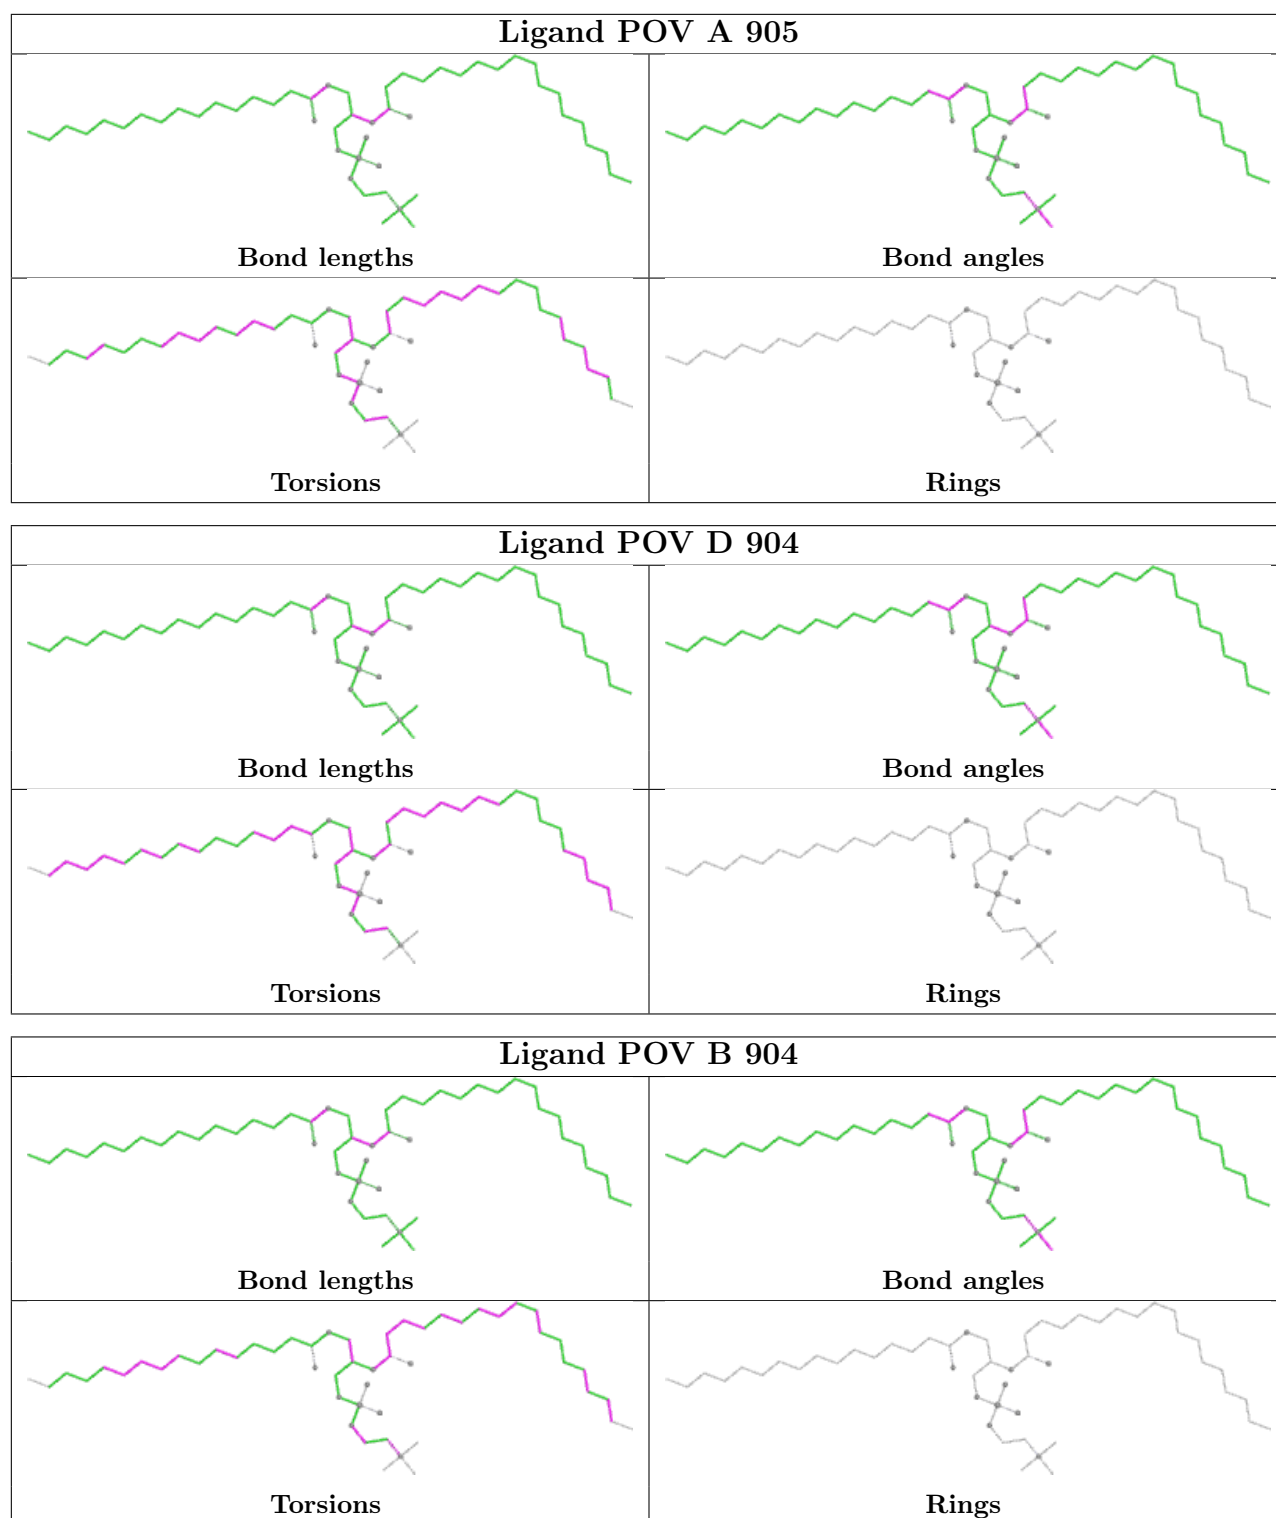 Ligand POV A 905
Bond lengths
Bond angles
Torsions
Rings
Ligand POV D 904
Bond lengths
Bond angles
Torsions
Rings
Ligand POV B 904
Bond lengths
Bond angles
Torsions
Rings